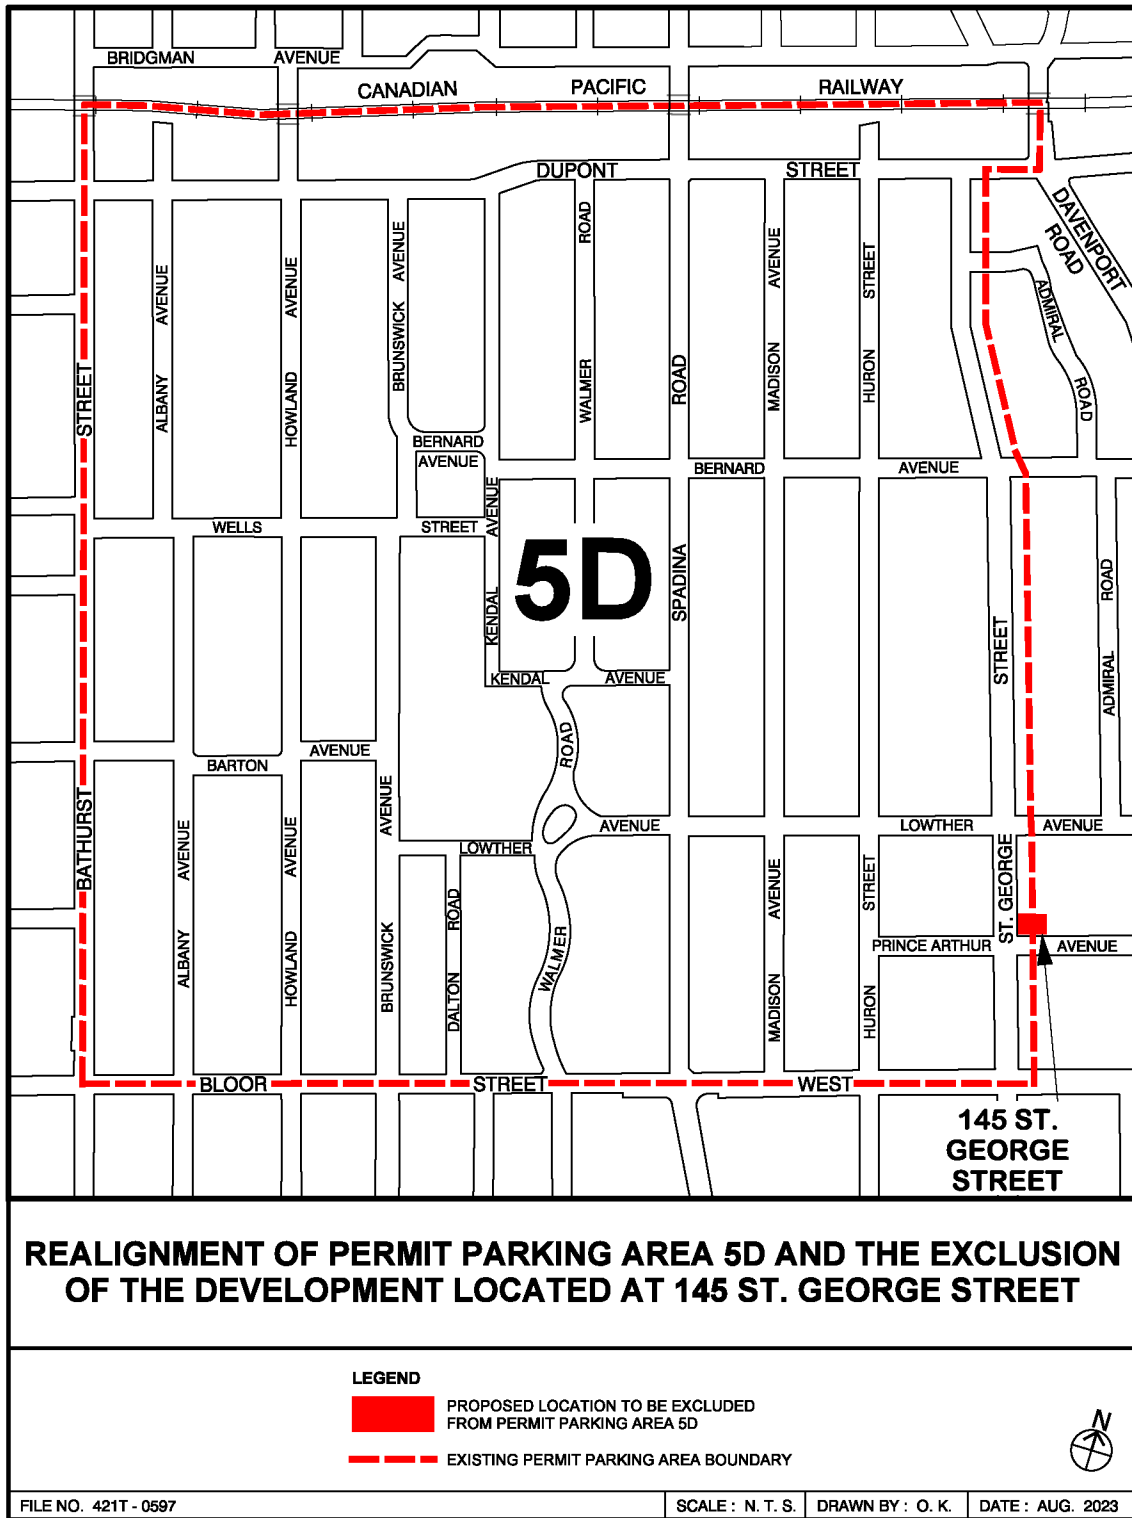 BRIDGMAN AVENUE
CANADIAN PACIFIC RAILWAY
DUPONT STREET
DAVENPORT
ROAD
ADMIRAL
ROAD
ALBANY AVENUE
HOWLAND AVENUE
BRUNSWICK AVENUE
WALMER ROAD
SPADINA ROAD
MADISON AVENUE
HURON STREET
BATHURST STREET
BERNARD
AVENUE
BERNARD AVENUE
WELLS STREET
KENDAL AVENUE
5D
KENDAL AVENUE
ST. GEORGE STREET
ADMIRAL ROAD
BARTON AVENUE
ROAD
WALMER
LOWTHER AVENUE
LOWTHER AVENUE
ALBANY AVENUE
HOWLAND AVENUE
BRUNSWICK AVENUE
DALTON ROAD
MADISON AVENUE
HURON STREET
PRINCE ARTHUR AVENUE
BLOOR STREET WEST
145 ST.
GEORGE
STREET
REALIGNMENT OF PERMIT PARKING AREA 5D AND THE EXCLUSION
OF THE DEVELOPMENT LOCATED AT 145 ST. GEORGE STREET
LEGEND
PROPOSED LOCATION TO BE EXCLUDED
FROM PERMIT PARKING AREA 5D
EXISTING PERMIT PARKING AREA BOUNDARY
N
FILE NO. 421T - 0597
SCALE : N. T. S.
DRAWN BY : O. K.
DATE : AUG. 2023